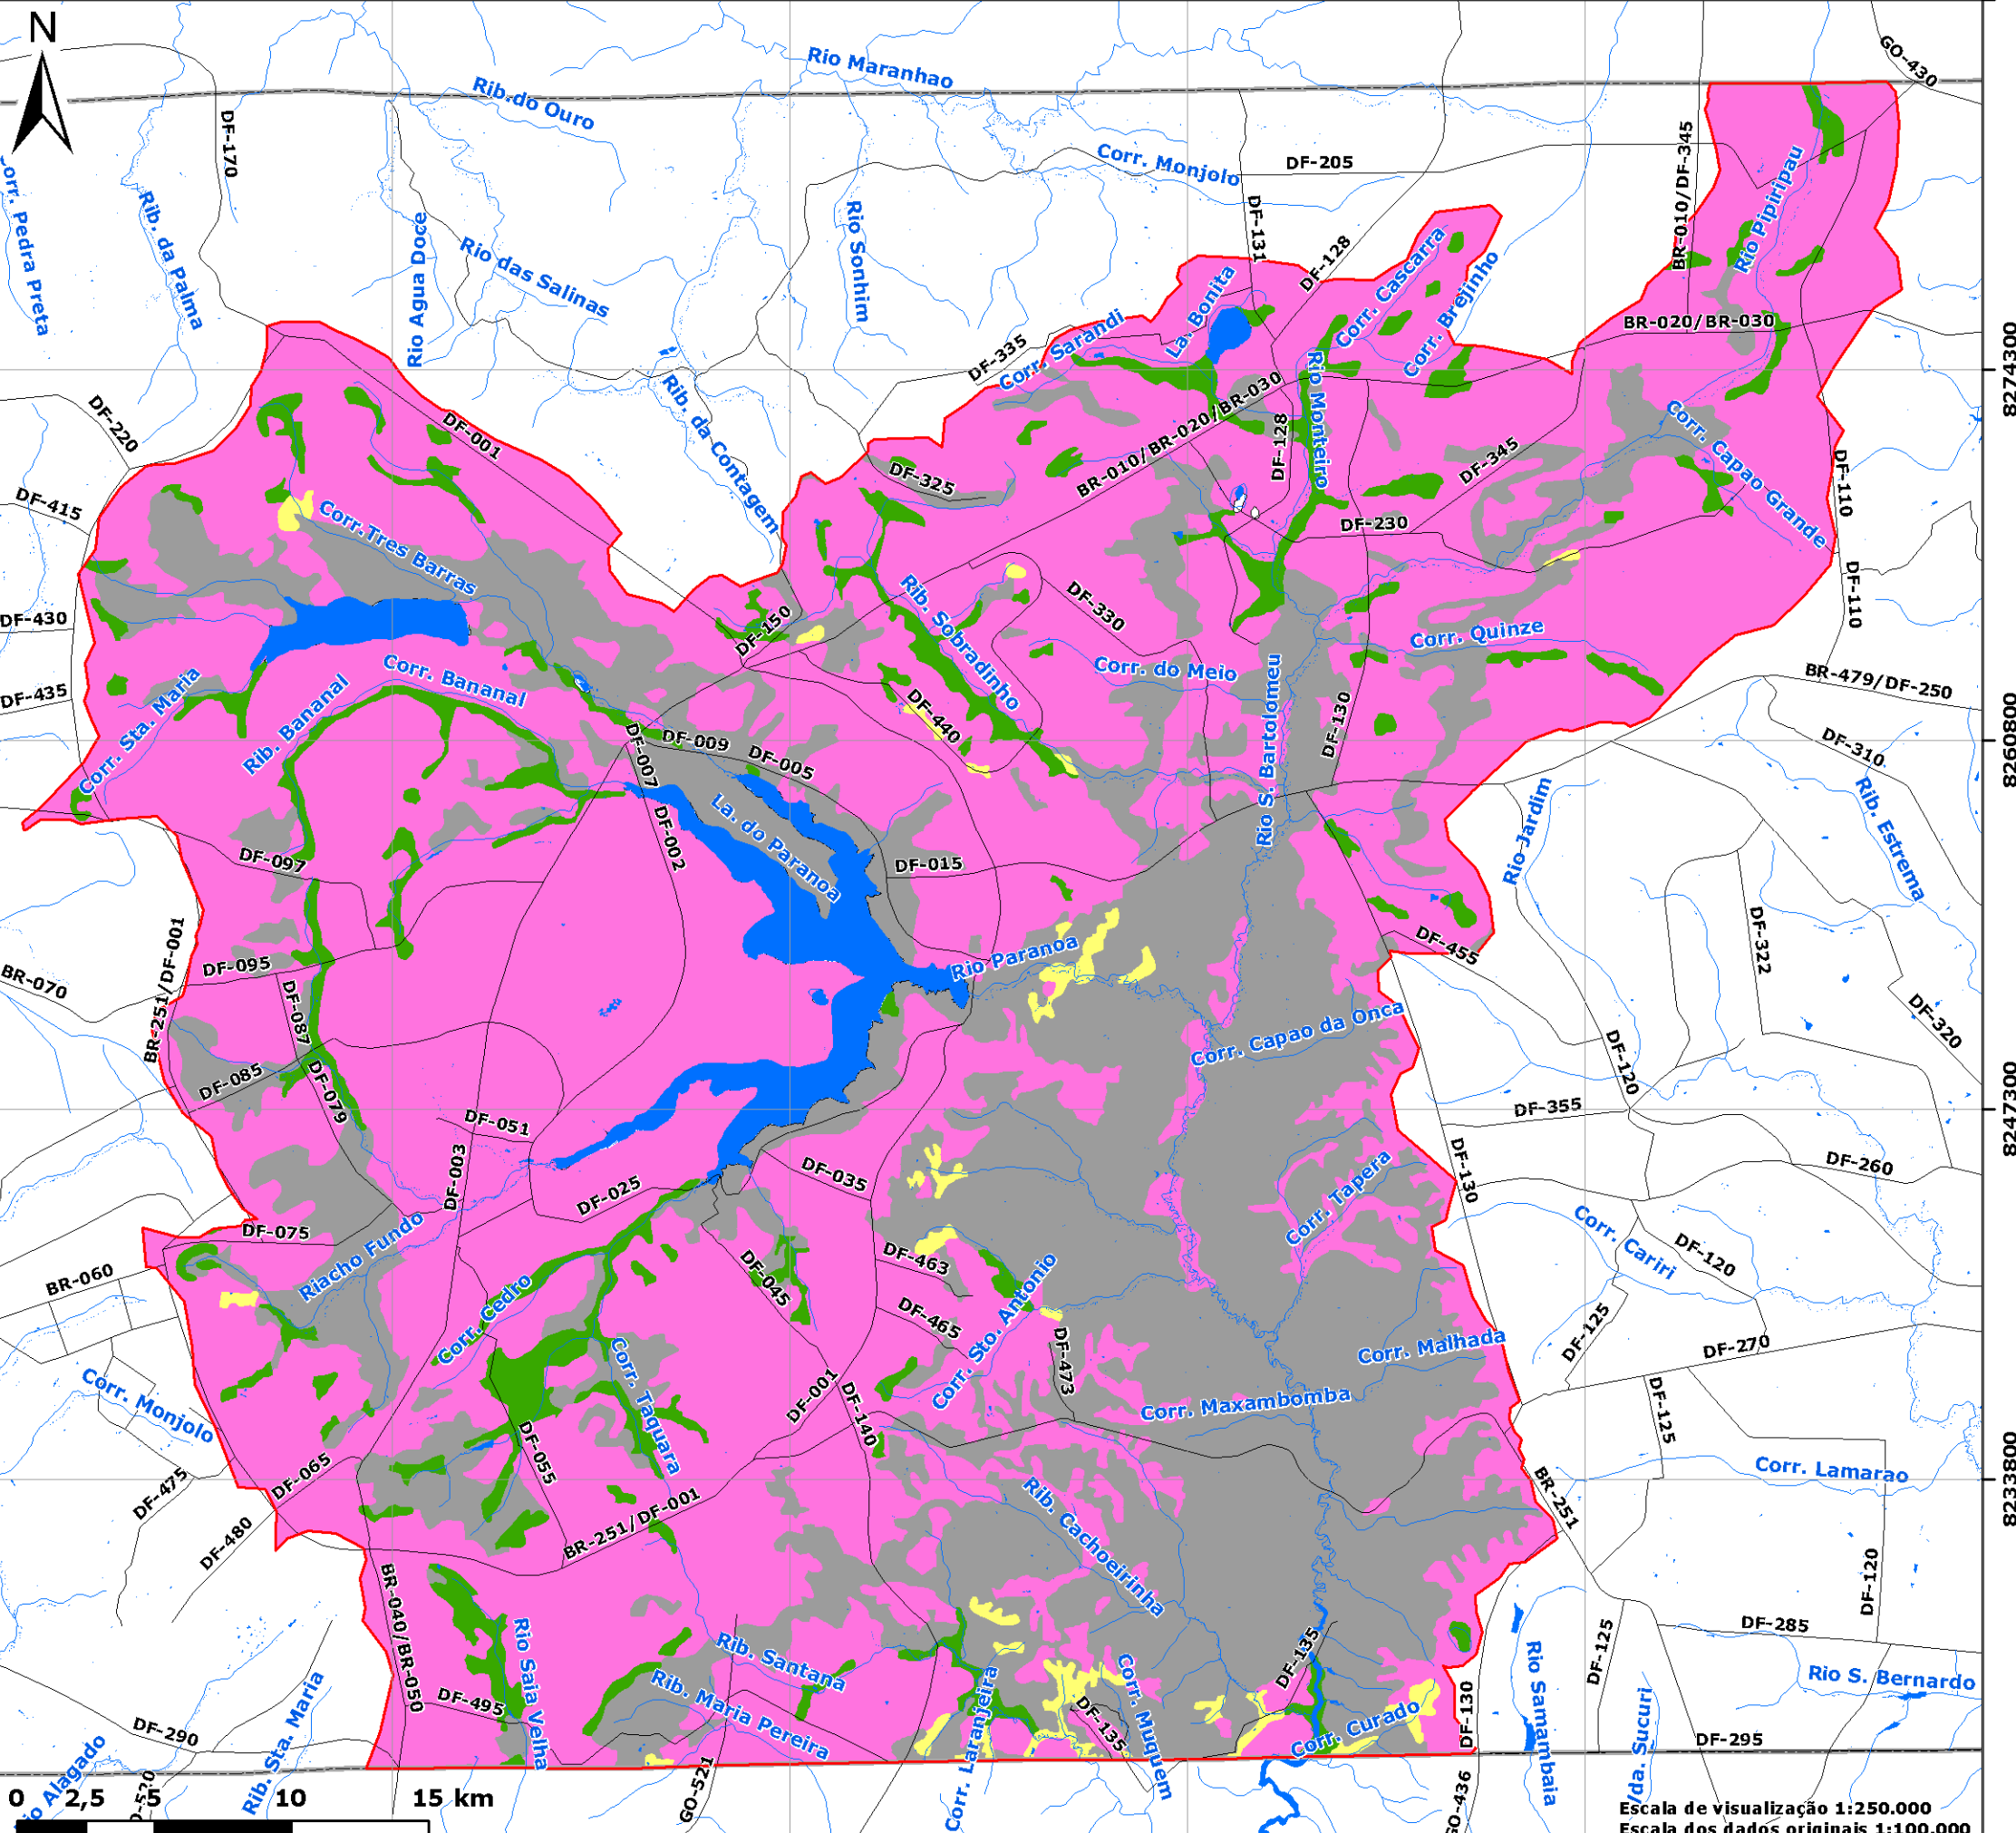 N
GO-430
Rio Maranhao
Rib.do Ouro
DF-170
Corr. Monjolo
DF-205
BR-010/DF-345
Rio Pipiripau
Corr. Pedra Preta
Rib. da Palma
Rio Agua Doce
Rio das Salinas
Rio Sonhim
DF-131
DF-128
Corr. Cascarra
Corr. Brejinho
La. Bonita
Corr. Sarandi
DF-335
BR-020/BR-030
8274300
Rio Monteiro
Rib. da Contagem
DF-220
DF-001
BR-010/BR-020/BR-030
DF-128
DF-345
Corr. Capao Grande
DF-110
DF-325
DF-415
Corr.Tres Barras
DF-230
DF-110
DF-430
DF-150
Rib. Sobradinho
DF-330
Corr. Quinze
Corr. do Meio
DF-435
Corr. Sta. Maria
Rib. Bananal
Corr. Bananal
DF-440
Rio S. Bartolomeu
DF-130
BR-479/DF-250
8260800
DF-007
DF-009
DF-005
DF-310
Rib. Estrema
Rio Jardim
DF-002
La. do Paranoa
DF-097
DF-015
DF-322
BR-251/DF-001
DF-095
BR-070
DF-087
Rio Paranoa
DF-455
DF-320
Corr. Capao da Onca
DF-120
DF-085
DF-079
DF-051
DF-355
8247300
DF-003
DF-025
DF-035
DF-130
DF-260
Corr. Tapera
Corr. Cariri
DF-120
DF-075
Riacho Fundo
BR-060
DF-045
DF-463
DF-465
Corr. Sto. Antonio
DF-473
Corr. Cedro
Corr. Taquara
Corr. Malhada
DF-125
DF-270
Corr. Monjolo
DF-001
DF-140
Corr. Maxambomba
DF-125
DF-055
DF-065
DF-475
DF-480
BR-251/DF-001
Rib. Cachoeirinha
BR-251
Corr. Lamarao
8233800
DF-120
BR-040/BR-050
Rio Saia Velha
DF-495
Rib. Santana
Rib. Maria Pereira
Corr. Laranjeira
DF-135
Corr. Muquem
DF-135
Corr. Curado
DF-130
Rio Samambaia
DF-125
DF-285
Rio S. Bernardo
DF-290
Rib. Sta. Maria
DF-295
GO-521
GO-436
0 2,5 5 10 15 km
Escala de visualização 1:250.000
Escala dos dados originais 1:100.000